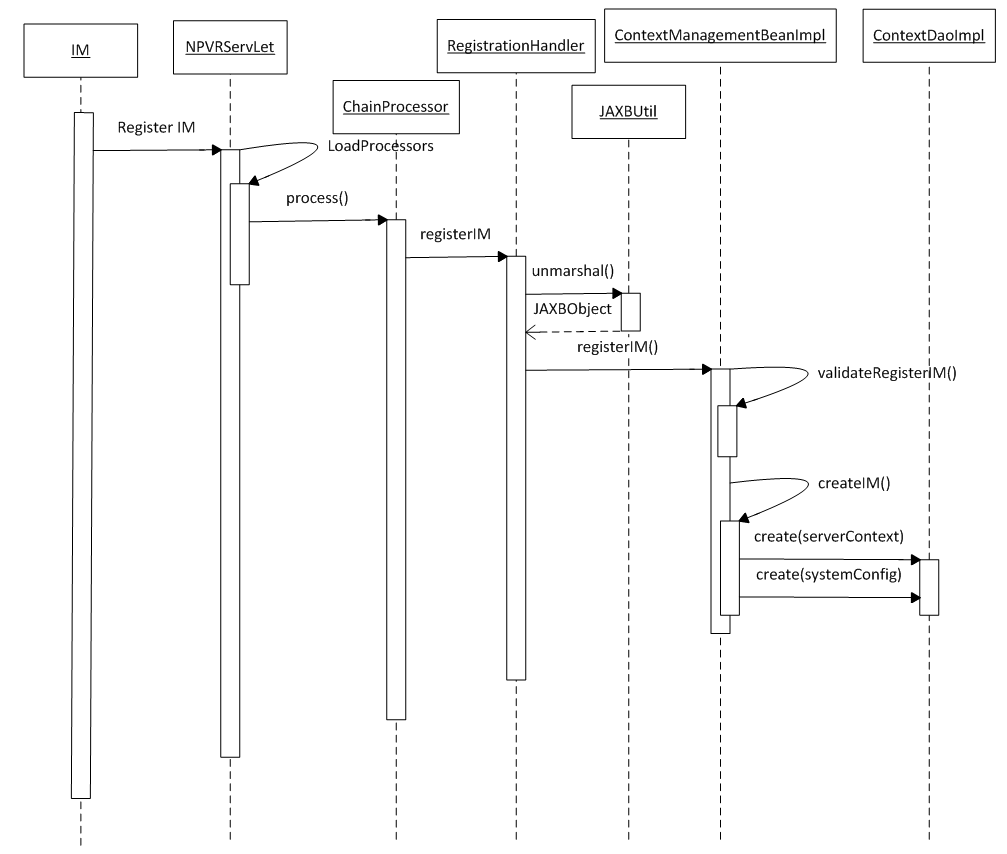 IM
NPVRServLet
RegistrationHandler
ContextManagementBeanImpl
ContextDaoImpl
ChainProcessor
JAXBUtil
Register IM
LoadProcessors
process()
registerIM
unmarshal()
JAXBObject
registerIM()
validateRegisterIM()
createIM()
create(serverContext)
create(systemConfig)